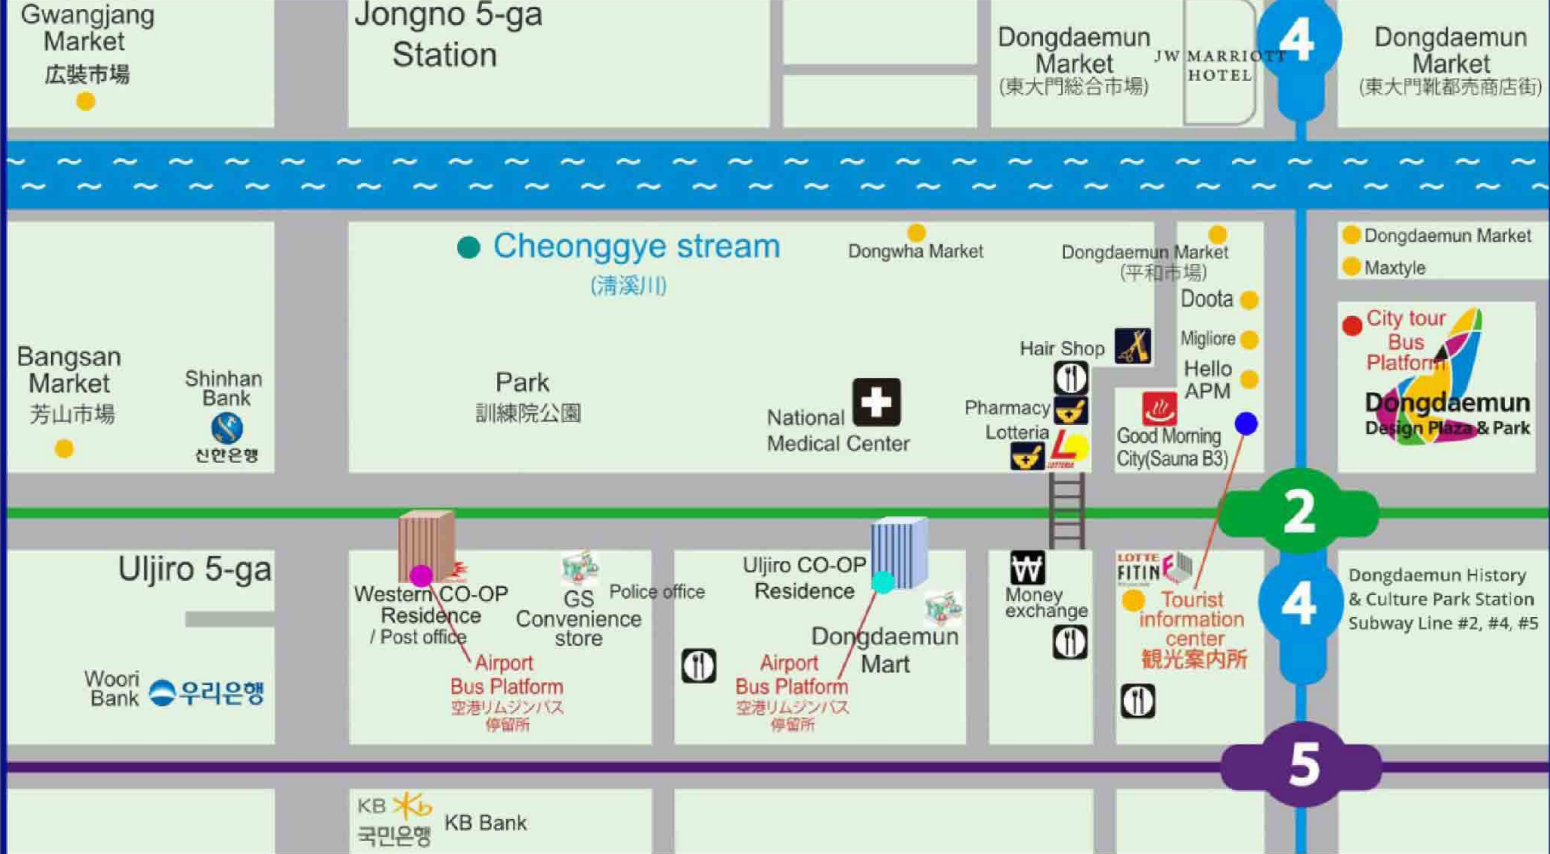 Gwangjang
Market
広裝市場
Jongno 5-ga
Station
Dongdaemun
Market
(東大門総合市場)
JW MARRIOTT
HOTEL
4
Dongdaemun
Market
(東大門靴都売商店街)
Cheonggye stream
(淸溪川)
Dongwha Market
Dongdaemun Market
(平和市場)
Doota
Migliore
Hello
APM
Dongdaemun Market
Maxtyle
City tour
Bus
Platform
Dongdaemun
Design Plaza & Park
Bangsan
Market
芳山市場
Shinhan
Bank
신한은행
Park
訓練院公園
National
Medical Center
Hair Shop
Pharmacy
Lotteria
LOTTERIA
Good Morning
City(Sauna B3)
2
Uljiro 5-ga
Western CO-OP
Residence
/ Post office
GS
Convenience
store
Police office
Uljiro CO-OP
Residence
Dongdaemun
Mart
Money
exchange
LOTTE
FITIN
Tourist
information
center
観光案内所
4
Dongdaemun History
& Culture Park Station
Subway Line #2, #4, #5
Woori
Bank
우리은행
Airport
Bus Platform
空港リムジンバス
停留所
Airport
Bus Platform
空港リムジンバス
停留所
5
KB
국민은행
KB Bank